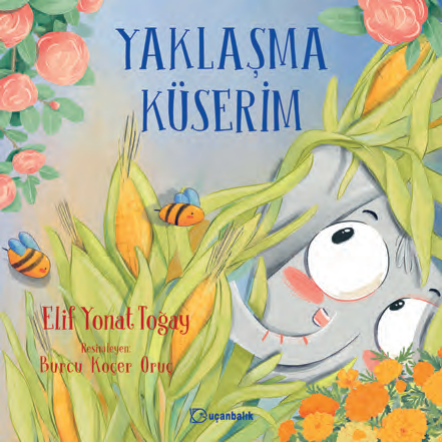 YAKLAŞMA
KÜSERİM
Elif Yonat Toğay
Resimleyen:
Burcu Koçer Oruç
uçanbalık